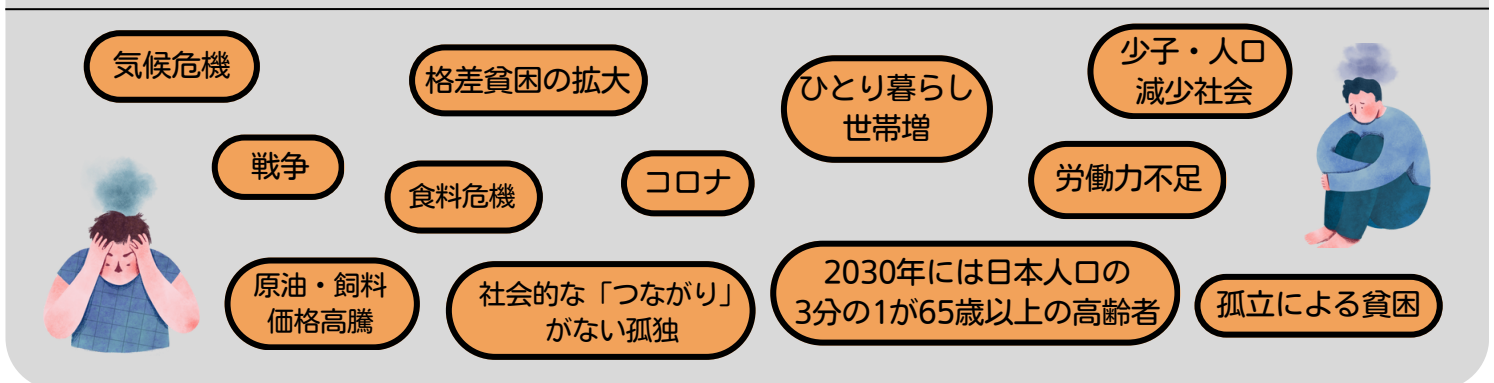 気候危機
格差貧困の拡大
ひとり暮らし
世帯増
少子・人口
減少社会
戦争
食料危機
コロナ
労働力不足
原油・飼料
価格高騰
社会的な「つながり」
がない孤独
2030年には日本人口の
3分の1が65歳以上の高齢者
孤立による貧困